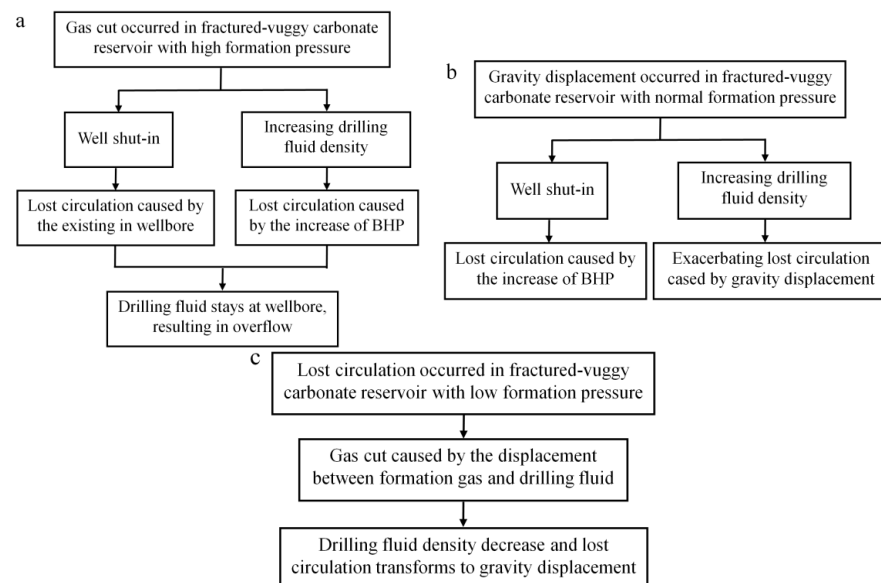 a
Gas cut occurred in fractured-vuggy carbonate
reservoir with high formation pressure
Well shut-in
Increasing drilling
fluid density
Lost circulation caused by
the existing in wellbore
Lost circulation caused
by the increase of BHP
Drilling fluid stays at wellbore,
resulting in overflow
b
Gravity displacement occurred in fractured-vuggy
carbonate reservoir with normal formation pressure
Well shut-in
Increasing drilling
fluid density
Lost circulation caused by
the increase of BHP
Exacerbating lost circulation
cased by gravity displacement
c
Lost circulation occurred in fractured-vuggy
carbonate reservoir with low formation pressure
Gas cut caused by the displacement
between formation gas and drilling fluid
Drilling fluid density decrease and lost
circulation transforms to gravity displacement